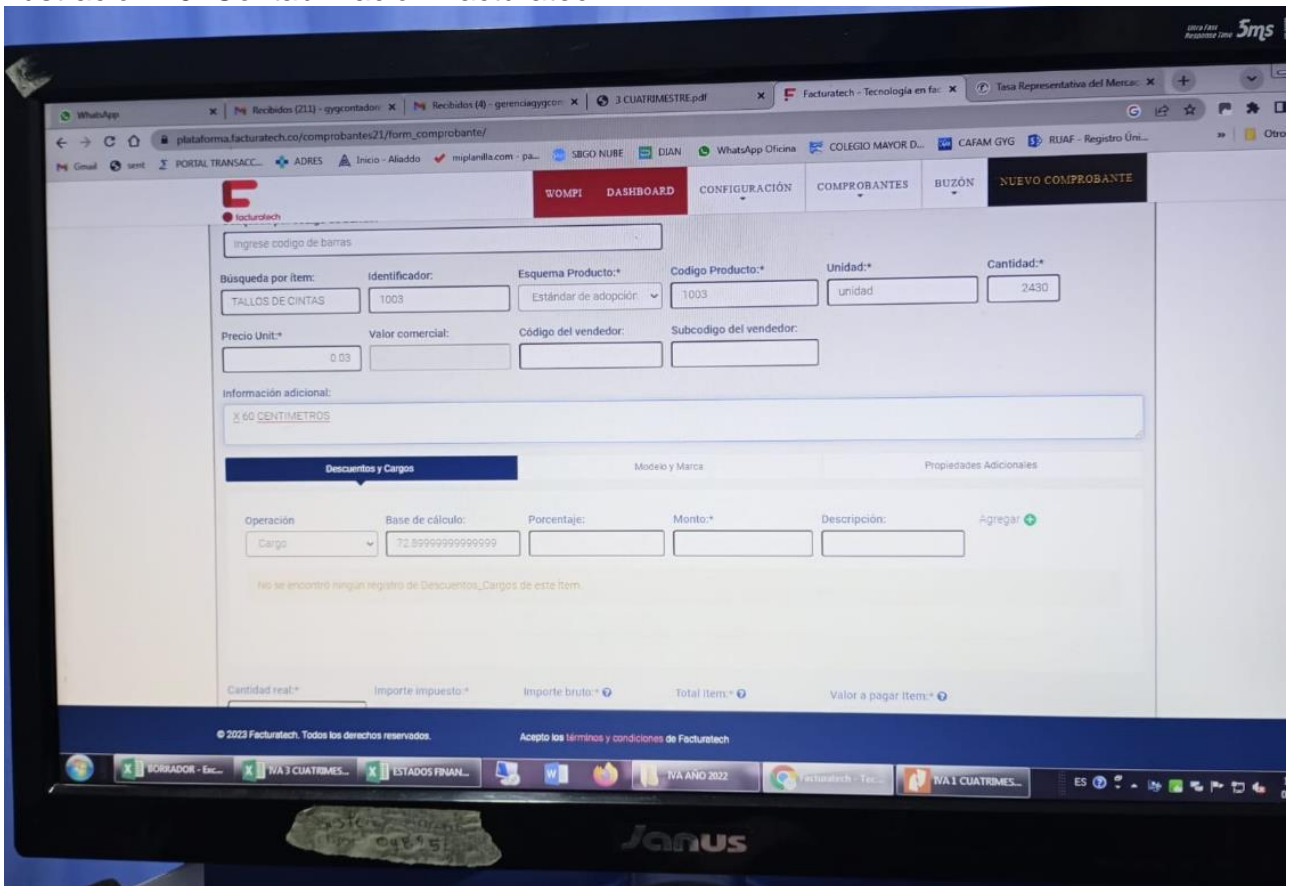 Ultra Fast
Response Time 5ms
WhatsApp
Recibidos (211) - gygcontador
Recibidos (4) - gerenciagygcon
3 CUATRIMESTRE.pdf
Facturatech - Tecnología en fac
Tasa Representativa del Mercac
plataforma.facturatech.co/comprobantes21/form_comprobante/
Gmail
sent
PORTAL TRANSACC...
ADRES
Inicio - Aliaddo
miplanilla.com - pa...
SBGO NUBE
DIAN
WhatsApp Oficina
COLEGIO MAYOR D...
CAFAM GYG
RUAF - Registro Úni...
Otro
facturatech
WOMPI DASHBOARD CONFIGURACIÓN COMPROBANTES BUZÓN NUEVO COMPROBANTE
Ingrese codigo de barras
Búsqueda por ítem: Identificador: Esquema Producto:* Codigo Producto:* Unidad:* Cantidad:*
TALLOS DE CINTAS 1003 Estándar de adopción 1003 unidad 2430
Precio Unit:* Valor comercial: Código del vendedor: Subcodigo del vendedor:
0.03
Información adicional:
X 60 CENTIMETROS
Descuentos y Cargos Modelo y Marca Propiedades Adicionales
Operación Base de cálculo: Porcentaje: Monto:* Descripción: Agregar
Cargo 72.89999999999999
No se encontró ningún registro de Descuentos_Cargos de este ítem.
Cantidad real:* Importe impuesto:* Importe bruto:* Total Item:* Valor a pagar Item:*
© 2023 Facturatech. Todos los derechos reservados. Acepto los términos y condiciones de Facturatech
BORRADOR - Exc... IVA 3 CUATRIMES... ESTADOS FINAN... IVA AÑO 2022 Facturatech - Tec... IVA 1 CUATRIMES... ES
Janus